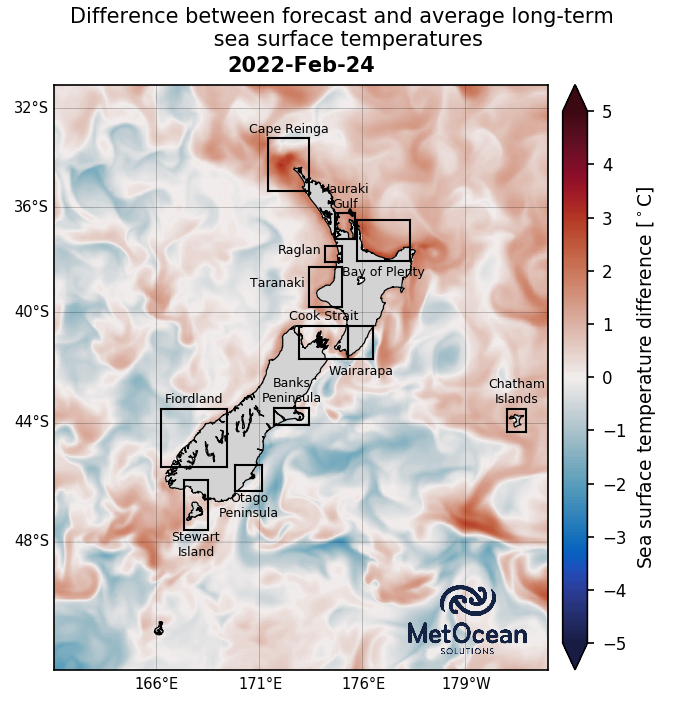 Difference between forecast and average long-term
sea surface temperatures
2022-Feb-24
32°S
36°S
40°S
44°S
48°S
Cape Reinga
Hauraki
Gulf
Raglan
Bay of Plenty
Taranaki
Cook Strait
Wairarapa
Banks
Peninsula
Fiordland
Chatham
Islands
Otago
Peninsula
Stewart
Island
MetOcean
SOLUTIONS
166°E
171°E
176°E
179°W
5
4
3
2
1
0
−1
−2
−3
−4
−5
Sea surface temperature difference [°C]